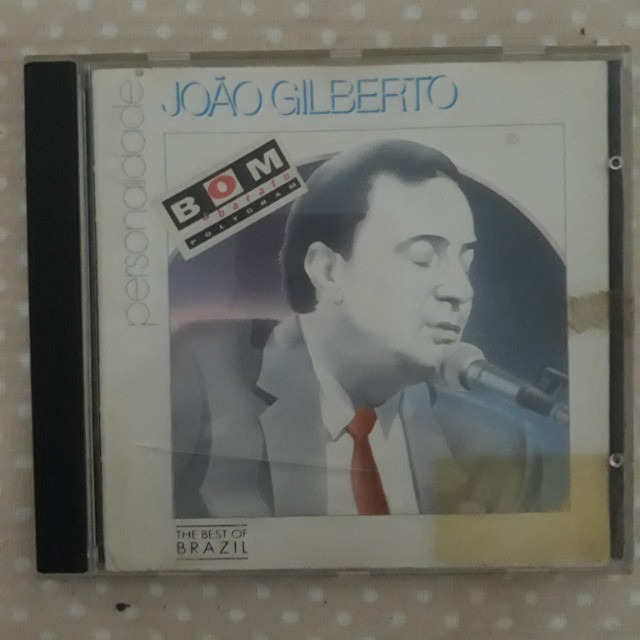 JOÃO GILBERTO
personalidade
BOM
& barato
POLYGRAM
THE BEST OF
BRAZIL